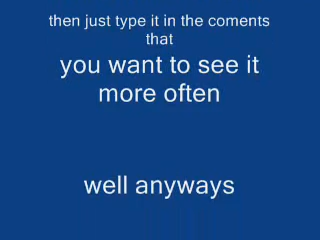 then just type it in the coments
that
you want to see it
more often
well anyways